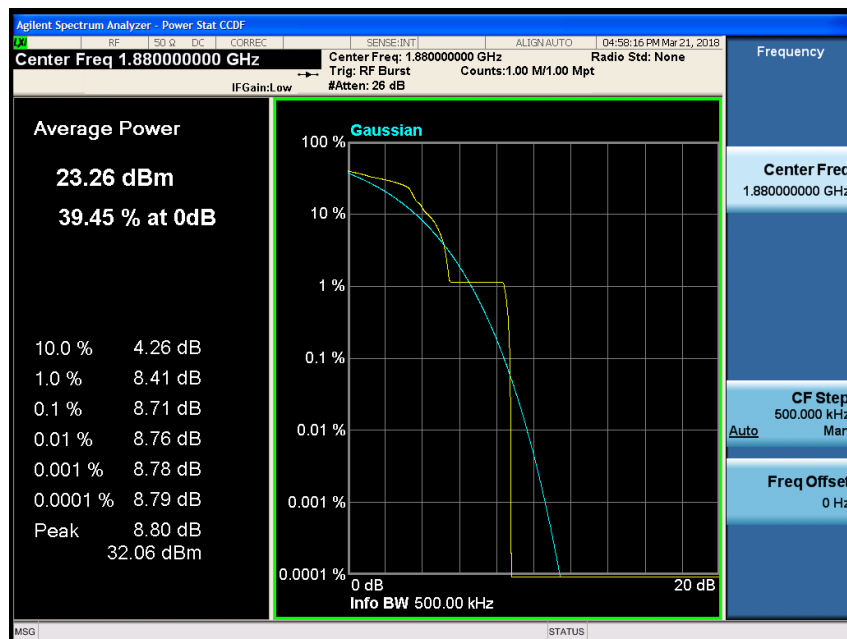 Agilent Spectrum Analyzer - Power Stat CCDF
LXI RF 50 Ω DC CORREC SENSE:INT ALIGN AUTO 04:58:16 PM Mar 21, 2018
Center Freq 1.880000000 GHz
Center Freq: 1.880000000 GHz Radio Std: None
Trig: RF Burst Counts:1.00 M/1.00 Mpt
IFGain:Low #Atten: 26 dB
Average Power
23.26 dBm
39.45 % at 0dB
10.0 % 4.26 dB
1.0 % 8.41 dB
0.1 % 8.71 dB
0.01 % 8.76 dB
0.001 % 8.78 dB
0.0001 % 8.79 dB
Peak 8.80 dB
32.06 dBm
Gaussian
100 %
10 %
1 %
0.1 %
0.01 %
0.001 %
0.0001 %
0 dB 20 dB
Info BW 500.00 kHz
Frequency
Center Freq
1.880000000 GHz
CF Step
500.000 kHz
Auto Man
Freq Offset
0 Hz
MSG STATUS